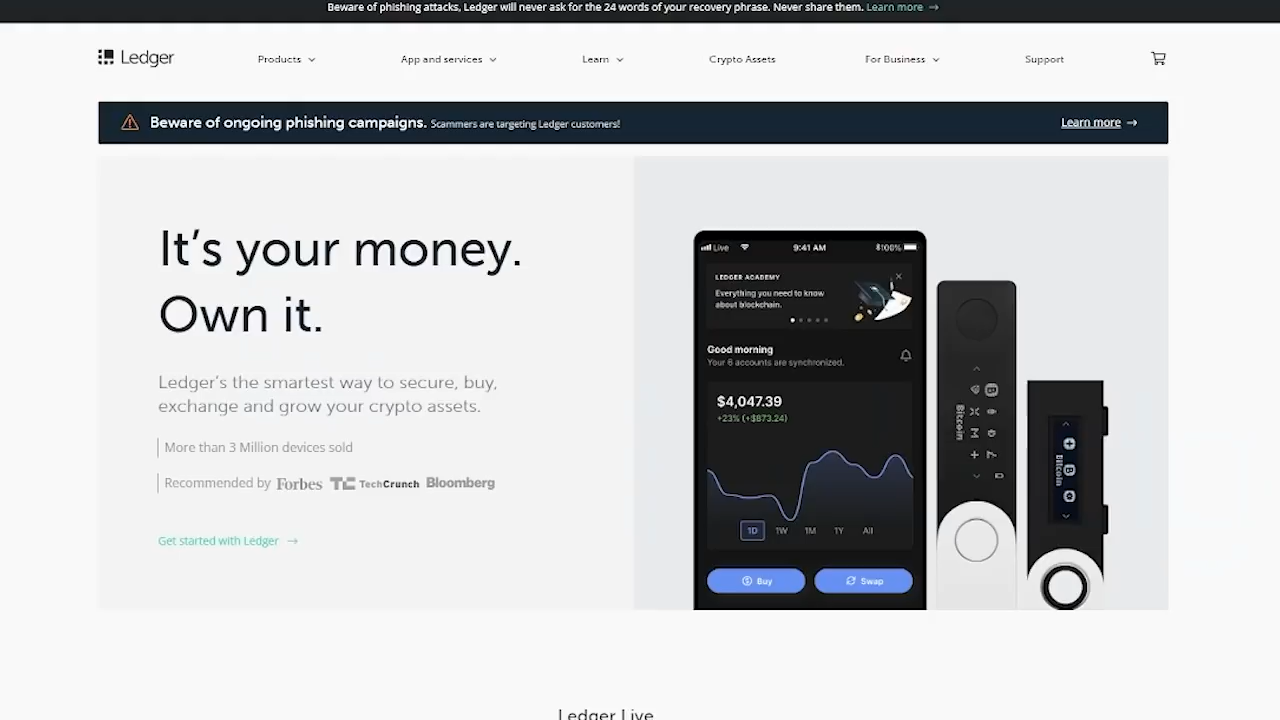 Beware of phishing attacks, Ledger will never ask for the 24 words of your recovery phrase. Never share them. Learn more →
Ledger
Products
App and services
Learn
Crypto Assets
For Business
Support
Beware of ongoing phishing campaigns. Scammers are targeting Ledger customers!
Learn more →
It's your money.
Own it.
Ledger's the smartest way to secure, buy,
exchange and grow your crypto assets.
More than 3 Million devices sold
Recommended by Forbes TC TechCrunch Bloomberg
Get started with Ledger →
Live 9:41 AM 100%
LEDGER ACADEMY
Everything you need to know
about blockchain.
Good morning
Your 6 accounts are synchronized.
$4,047.39
+23% (+$873.24)
1D 1W 1M 1Y All
Buy
Swap
Bitcoin
Bitcoin
Ledger Live